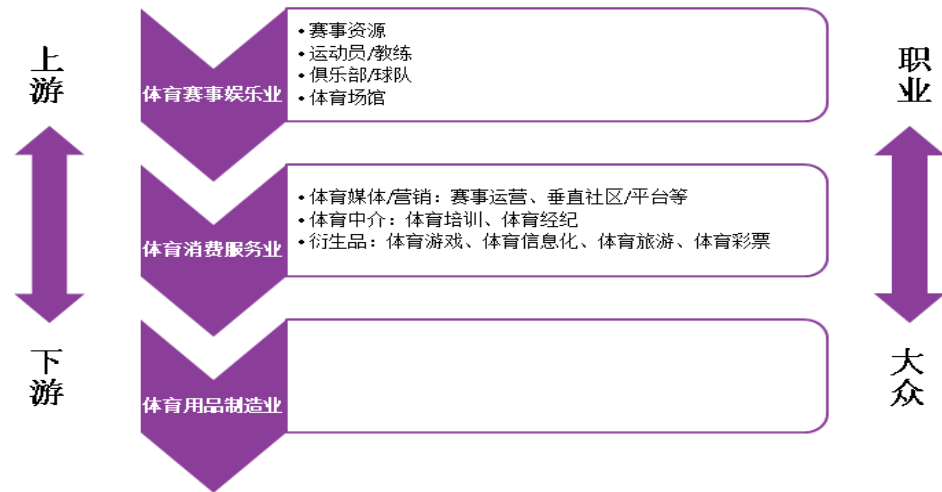 上游
职业
体育赛事娱乐业
• 赛事资源
• 运动员/教练
• 俱乐部/球队
• 体育场馆
体育消费服务业
• 体育媒体/营销：赛事运营、垂直社区/平台等
• 体育中介：体育培训、体育经纪
• 衍生品：体育游戏、体育信息化、体育旅游、体育彩票
下游
大众
体育用品制造业